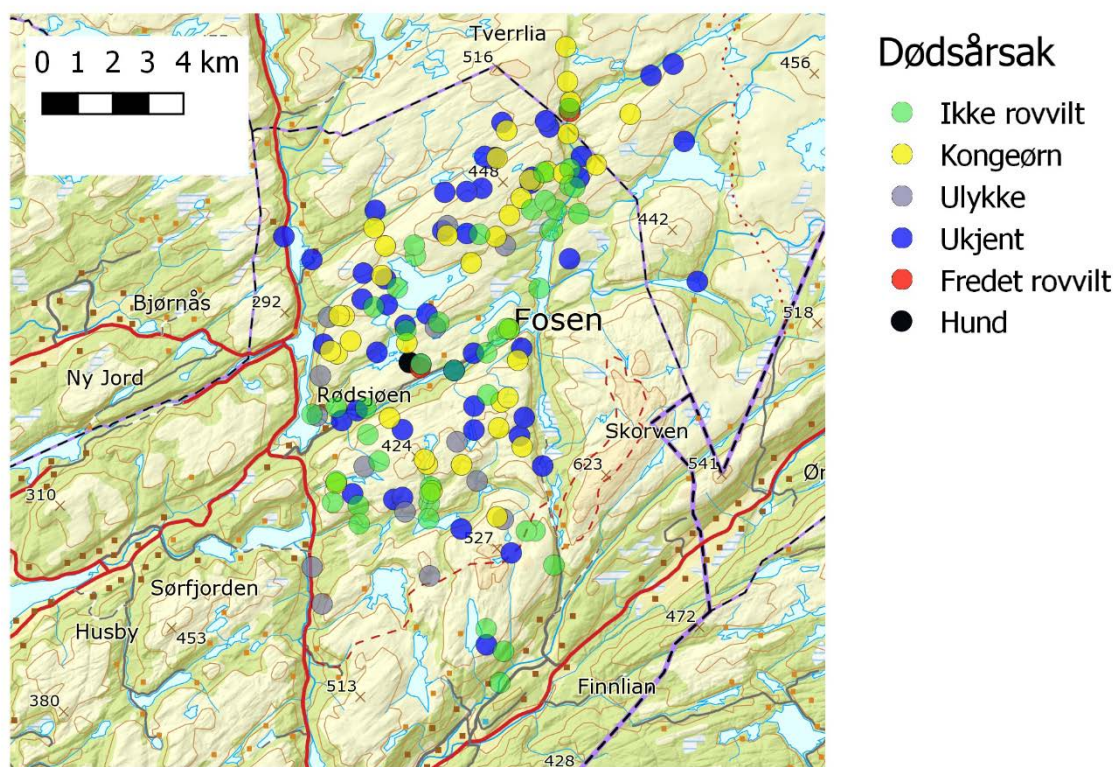 0 1 2 3 4 km
Tverrlia
516
456
448
442
292
518
Bjørnås
Fosen
Ny Jord
Rødsjøen
424
Skorven
623
541
310
527
Sørfjorden
Husby
453
472
513
Finnlian
380
428
Dødsårsak
Ikke rovvilt
Kongeørn
Ulykke
Ukjent
Fredet rovvilt
Hund